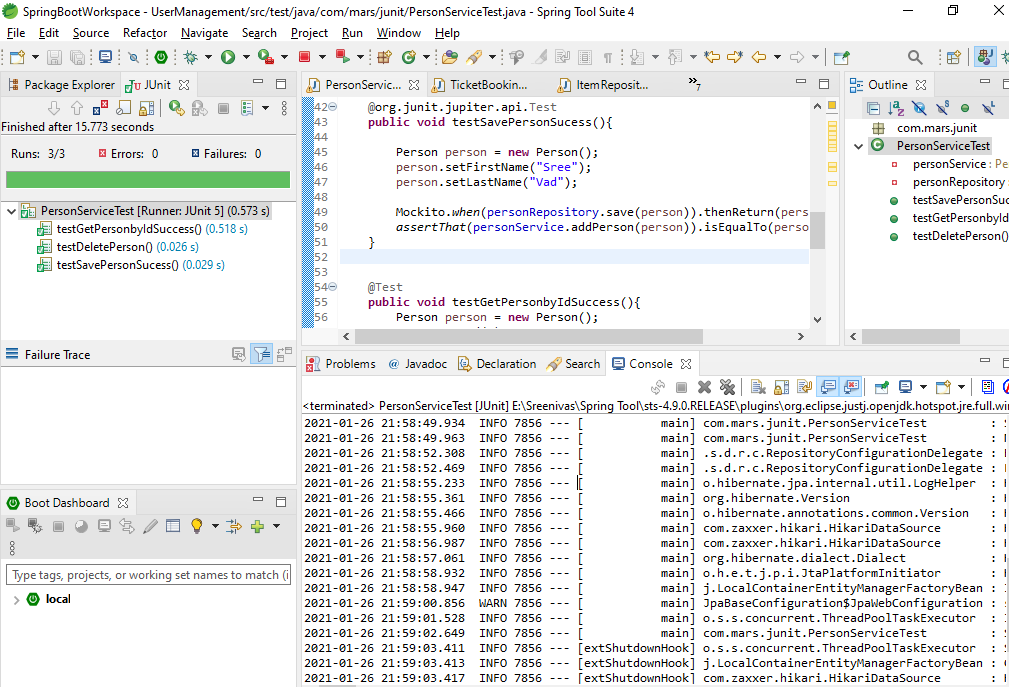 SpringBootWorkspace - UserManagement/src/test/java/com/mars/junit/PersonServiceTest.java - Spring Tool Suite 4
File Edit Source Refactor Navigate Search Project Run Window Help
Package Explorer JUnit
Finished after 15.773 seconds
Runs: 3/3 Errors: 0 Failures: 0
PersonServiceTest [Runner: JUnit 5] (0.573 s)
testGetPersonbyIdSuccess() (0.518 s)
testDeletePerson() (0.026 s)
testSavePersonSucess() (0.029 s)
Failure Trace
Boot Dashboard
Type tags, projects, or working set names to match (i
local
PersonServic... TicketBookin... ItemReposit... »7
42 @org.junit.jupiter.api.Test
43 public void testSavePersonSucess(){
44
45 Person person = new Person();
46 person.setFirstName("Sree");
47 person.setLastName("Vad");
48
49 Mockito.when(personRepository.save(person)).thenReturn(pers
50 assertThat(personService.addPerson(person)).isEqualTo(perso
51 }
52
53
54 @Test
55 public void testGetPersonbyIdSuccess(){
56 Person person = new Person();
Outline
com.mars.junit
PersonServiceTest
personService : Pe
personRepository :
testSavePersonSuc
testGetPersonbyId
testDeletePerson()
Problems @ Javadoc Declaration Search Console
<terminated> PersonServiceTest [JUnit] E:\Sreenivas\Spring Tool\sts-4.9.0.RELEASE\plugins\org.eclipse.justj.openjdk.hotspot.jre.full.wi
2021-01-26 21:58:49.934 INFO 7856 --- [ main] com.mars.junit.PersonServiceTest :
2021-01-26 21:58:49.963 INFO 7856 --- [ main] com.mars.junit.PersonServiceTest :
2021-01-26 21:58:52.308 INFO 7856 --- [ main] .s.d.r.c.RepositoryConfigurationDelegate :
2021-01-26 21:58:52.469 INFO 7856 --- [ main] .s.d.r.c.RepositoryConfigurationDelegate :
2021-01-26 21:58:55.233 INFO 7856 --- [ main] o.hibernate.jpa.internal.util.LogHelper :
2021-01-26 21:58:55.361 INFO 7856 --- [ main] org.hibernate.Version :
2021-01-26 21:58:55.466 INFO 7856 --- [ main] o.hibernate.annotations.common.Version :
2021-01-26 21:58:55.960 INFO 7856 --- [ main] com.zaxxer.hikari.HikariDataSource :
2021-01-26 21:58:56.987 INFO 7856 --- [ main] com.zaxxer.hikari.HikariDataSource :
2021-01-26 21:58:57.061 INFO 7856 --- [ main] org.hibernate.dialect.Dialect :
2021-01-26 21:58:58.932 INFO 7856 --- [ main] o.h.e.t.j.p.i.JtaPlatformInitiator :
2021-01-26 21:58:58.947 INFO 7856 --- [ main] j.LocalContainerEntityManagerFactoryBean :
2021-01-26 21:59:00.856 WARN 7856 --- [ main] JpaBaseConfiguration$JpaWebConfiguration :
2021-01-26 21:59:01.528 INFO 7856 --- [ main] o.s.s.concurrent.ThreadPoolTaskExecutor :
2021-01-26 21:59:02.649 INFO 7856 --- [ main] com.mars.junit.PersonServiceTest :
2021-01-26 21:59:03.411 INFO 7856 --- [extShutdownHook] o.s.s.concurrent.ThreadPoolTaskExecutor :
2021-01-26 21:59:03.413 INFO 7856 --- [extShutdownHook] j.LocalContainerEntityManagerFactoryBean :
2021-01-26 21:59:03.417 INFO 7856 --- [extShutdownHook] com.zaxxer.hikari.HikariDataSource :